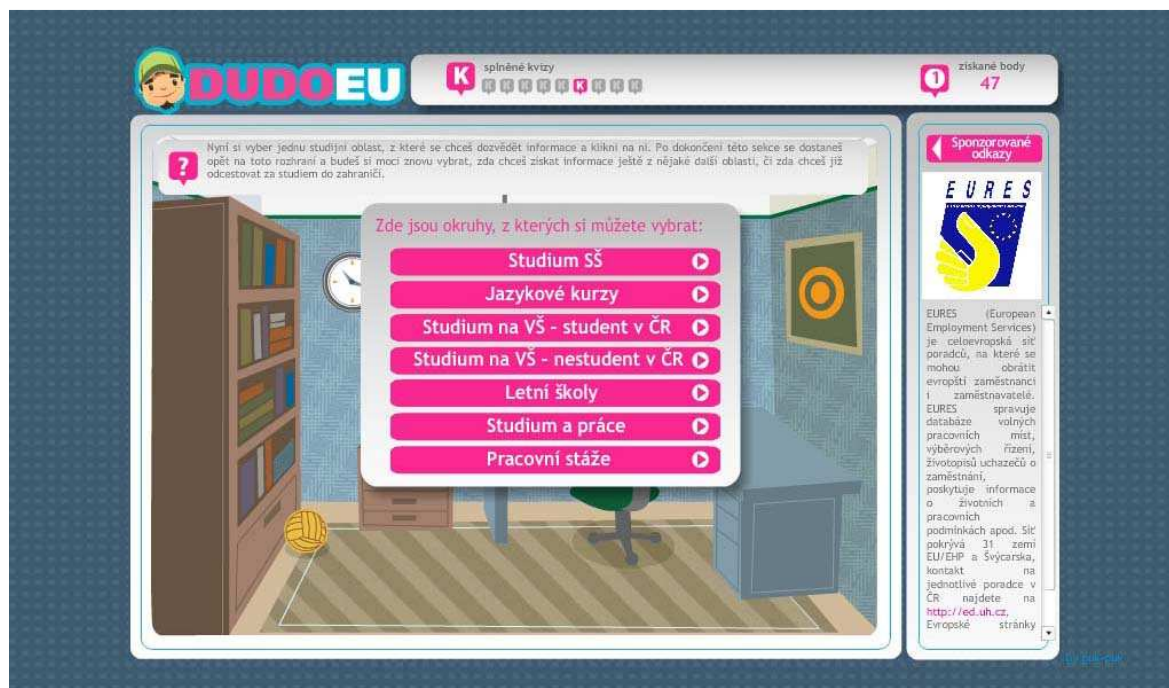 DUDOEU
K splněné kvizy
K K K K K K K K K
1 získané body
47
? Nyní si vyber jednu studijní oblast, z které se chceš dozvědět informace a klikni na ni. Po dokončení této sekce se dostaneš
opět na toto rozhraní a budeš si moci znovu vybrat, zda chceš získat informace ještě z nějaké další oblasti, či zda chceš již
odcestovat za studiem do zahraničí.
Zde jsou okruhy, z kterých si můžete vybrat:
Studium SŠ
Jazykové kurzy
Studium na VŠ - student v ČR
Studium na VŠ - nestudent v ČR
Letní školy
Studium a práce
Pracovní stáže
Sponzorované
odkazy
EURES
EURES (European
Employment Services)
je celoevropská síť
poradců, na které se
mohou obrátit
evropští zaměstnanci
i zaměstnavatelé.
EURES spravuje
databáze volných
pracovních míst,
výběrových řízení,
životopisů uchazečů o
zaměstnání,
poskytuje informace
o životních a
pracovních
podmínkách apod. Síť
pokrývá 31 zemí
EU/EHP a Švýcarska,
kontakt na
jednotlivé poradce v
ČR najdete na
http://ed.uh.cz,
Evropské stránky